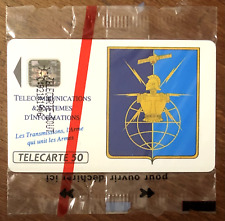 TELECOMMUNICATIONS
& SYSTEMES
D'INFORMATIONS
Les Transmissions, l'Arme
qui unit les Armes
TELECARTE 50
pour ouvrir déchirer ici